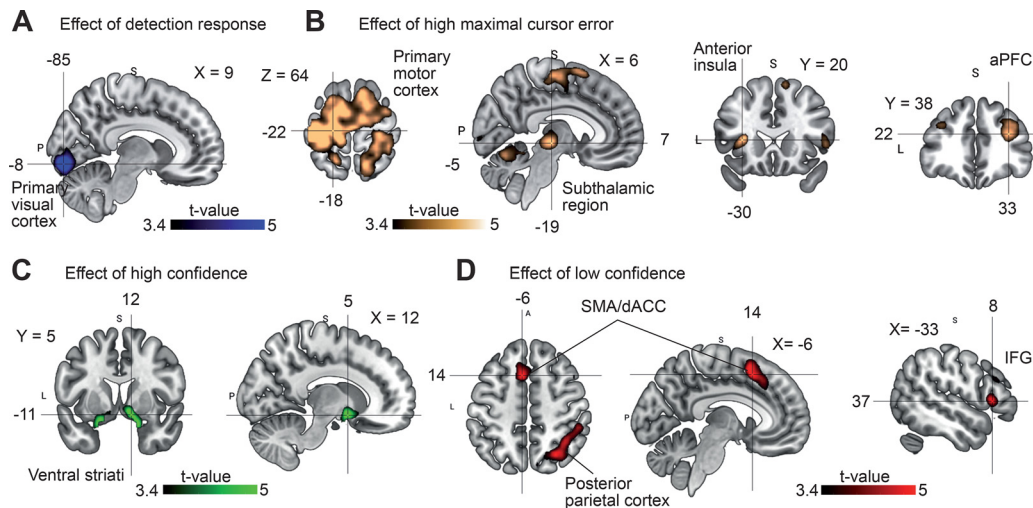 A Effect of detection response
-85
S
X = 9
P
-8
Primary
visual
cortex
t-value
3.4 5
B Effect of high maximal cursor error
Z = 64
Primary
motor
cortex
-22
-18
S
X = 6
P
-5
7
Subthalamic
region
-19
t-value
3.4 5
Anterior
insula
S
Y = 20
L
-30
aPFC
S
Y = 38
22
L
33
C Effect of high confidence
12
Y = 5
S
L
-11
Ventral striati
5
X = 12
S
P
t-value
3.4 5
D Effect of low confidence
-6
A
SMA/dACC
14
L
Posterior
parietal cortex
14
S
X= -6
P
8
X= -33
S
IFG
37
t-value
3.4 5